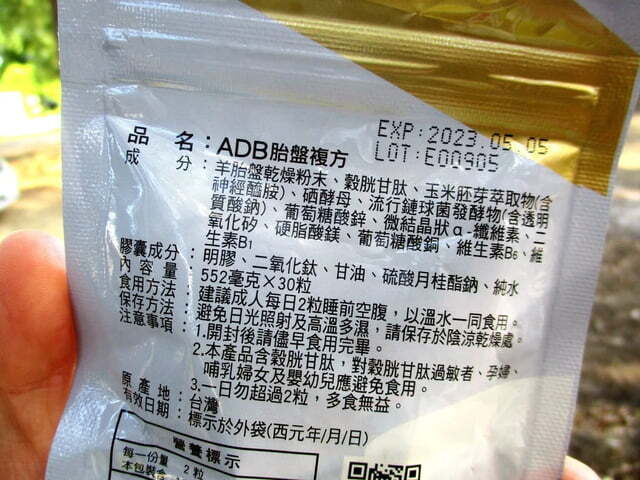 EXP:2023.05.05
LOT:E00905
品名：ADB胎盤複方
成分：羊胎盤乾燥粉末、穀胱甘肽、玉米胚芽萃取物(含
神經醯胺)、硒酵母、流行鏈球菌發酵物(含透明
質酸鈉)、葡萄糖酸鋅、微結晶狀α-纖維素、二
氧化矽、硬脂酸鎂、葡萄糖酸銅、維生素B6、維
生素B1
膠囊成分：明膠、二氧化鈦、甘油、硫酸月桂酯鈉、純水
內容量：552毫克×30粒
食用方法：建議成人每日2粒睡前空腹，以溫水一同食用。
保存方法：避免日光照射及高溫多濕，請保存於陰涼乾燥處。
注意事項：1.開封後請儘早食用完畢。
2.本產品含穀胱甘肽，對穀胱甘肽過敏者、孕婦、
哺乳婦女及嬰幼兒應避免食用。
3.一日勿超過2粒，多食無益。
原產地：台灣
有效日期：標示於外袋(西元年/月/日)
營養標示
每一份量 2粒
本包裝含